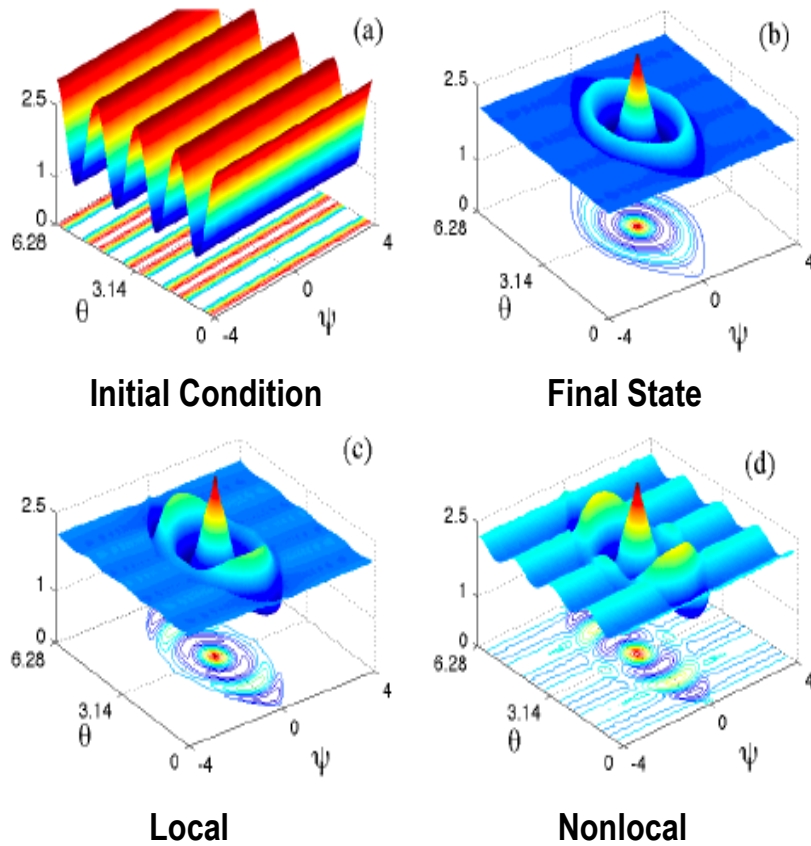 (a)
2.5
1
0
6.28
3.14
θ
0
-4
0
ψ
4
Initial Condition
(b)
2.5
1
0
6.28
3.14
θ
0
-4
0
ψ
4
Final State
(c)
2.5
1
0
6.28
3.14
θ
0
-4
0
ψ
4
Local
(d)
2.5
1
0
6.28
3.14
θ
0
-4
0
ψ
4
Nonlocal